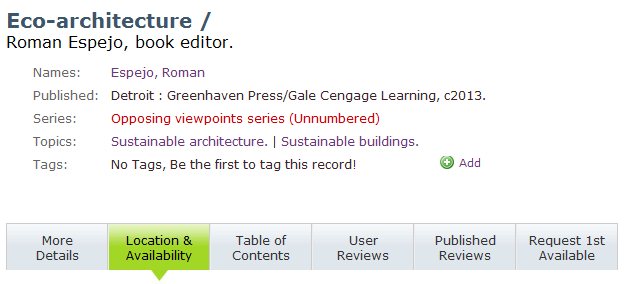 Eco-architecture /
Roman Espejo, book editor.
Names: Espejo, Roman
Published: Detroit : Greenhaven Press/Gale Cengage Learning, c2013.
Series: Opposing viewpoints series (Unnumbered)
Topics: Sustainable architecture. | Sustainable buildings.
Tags: No Tags, Be the first to tag this record! Add
More Details
Location & Availability
Table of Contents
User Reviews
Published Reviews
Request 1st Available